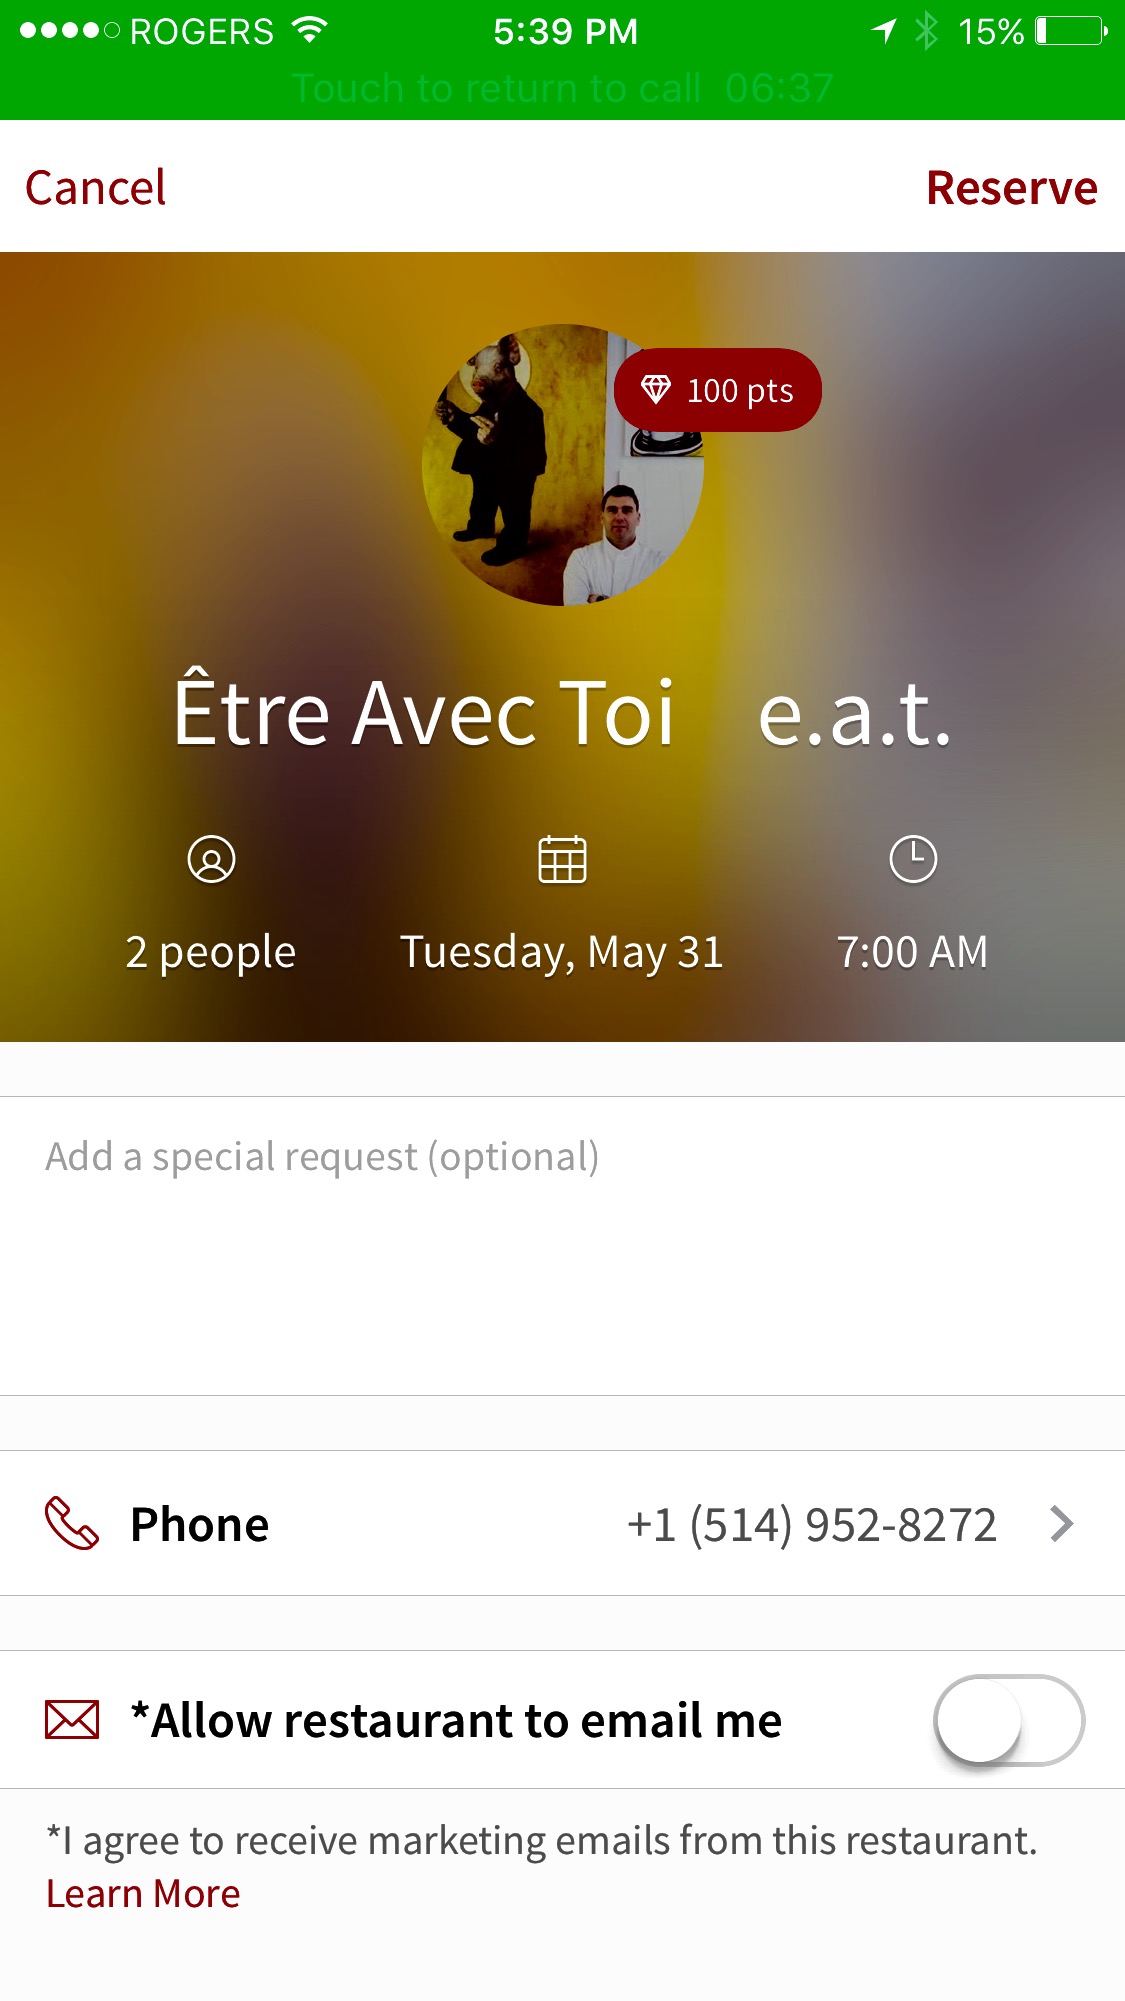 ROGERS 5:39 PM 15%
Touch to return to call 06:37
Cancel Reserve
100 pts
Être Avec Toi e.a.t.
2 people Tuesday, May 31 7:00 AM
Add a special request (optional)
Phone +1 (514) 952-8272
*Allow restaurant to email me
*I agree to receive marketing emails from this restaurant.
Learn More